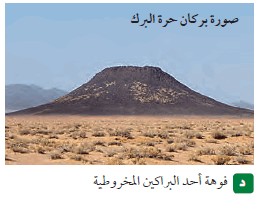 صورة بركان حرة البرك
د فوهة أحد البراكين المخروطية